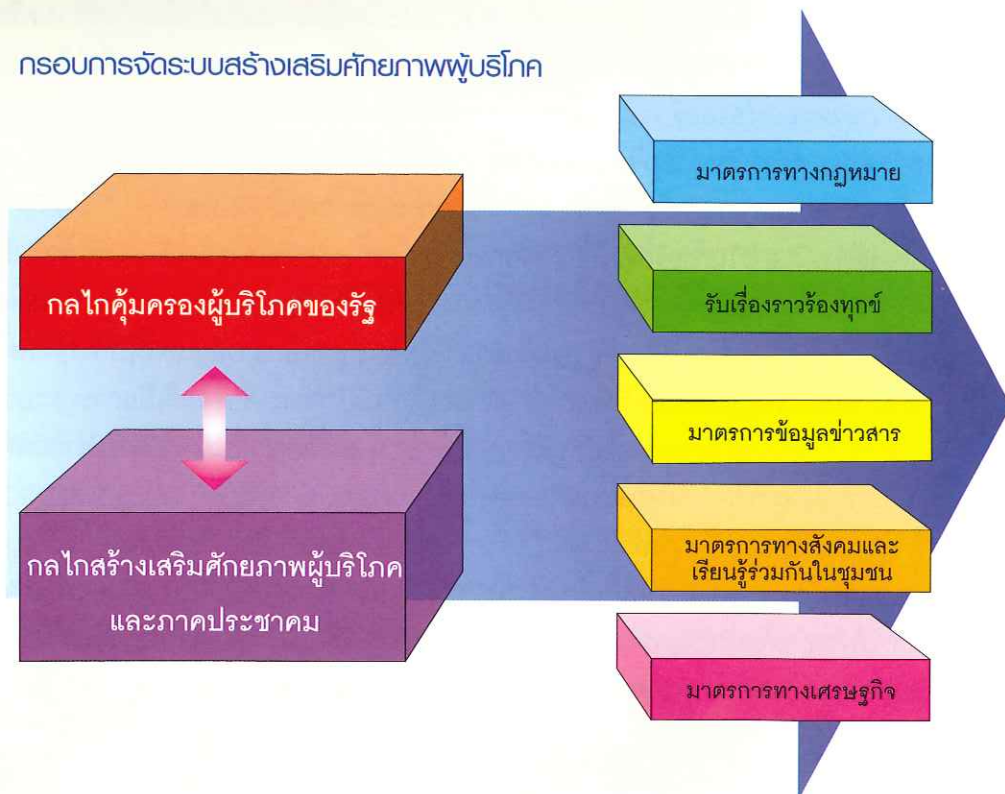 กรอบการจัดระบบสร้างเสริมศักยภาพผู้บริโภค
กลไกคุ้มครองผู้บริโภคของรัฐ
กลไกสร้างเสริมศักยภาพผู้บริโภค
และภาคประชาคม
มาตรการทางกฎหมาย
รับเรื่องราวร้องทุกข์
มาตรการข้อมูลข่าวสาร
มาตรการทางสังคมและ
เรียนรู้ร่วมกันในชุมชน
มาตรการทางเศรษฐกิจ